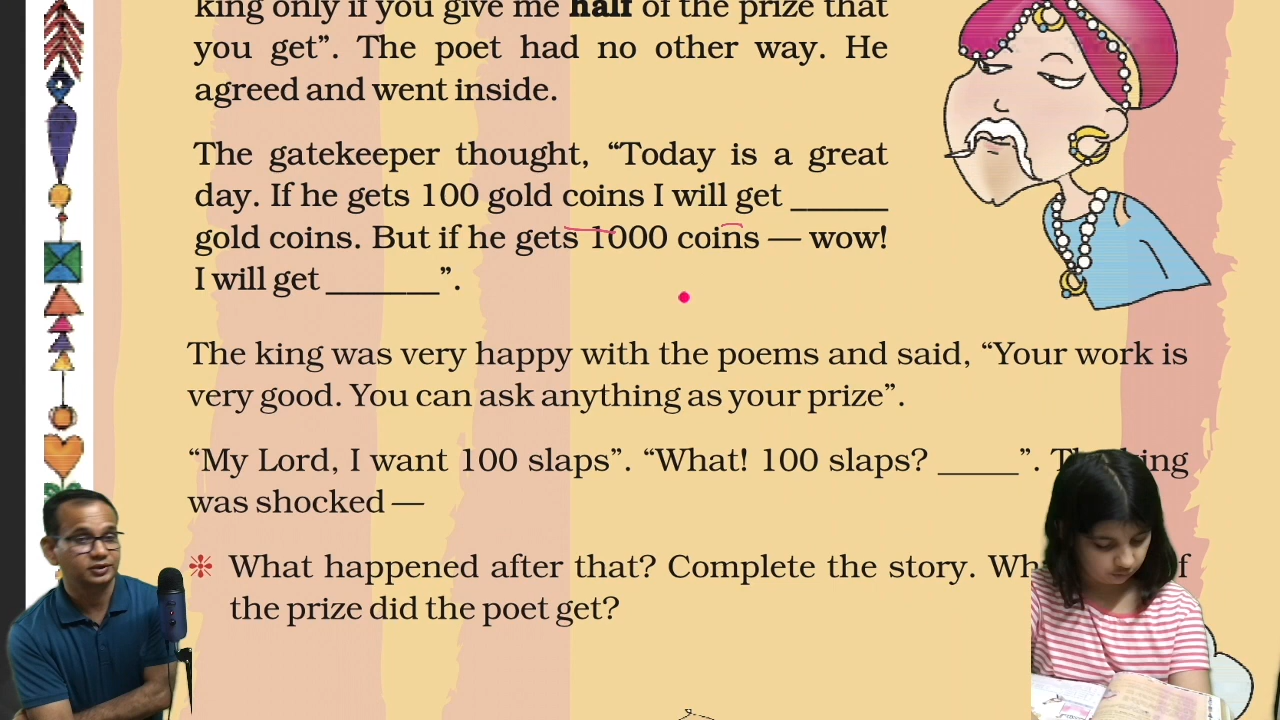 king only if you give me half of the prize that
you get”. The poet had no other way. He
agreed and went inside.
The gatekeeper thought, “Today is a great
day. If he gets 100 gold coins I will get ______
gold coins. But if he gets 1000 coins — wow!
I will get _______”.
The king was very happy with the poems and said, “Your work is
very good. You can ask anything as your prize”.
“My Lord, I want 100 slaps”. “What! 100 slaps? _____”. The king
was shocked —
❉ What happened after that? Complete the story.
the prize did the poet get?